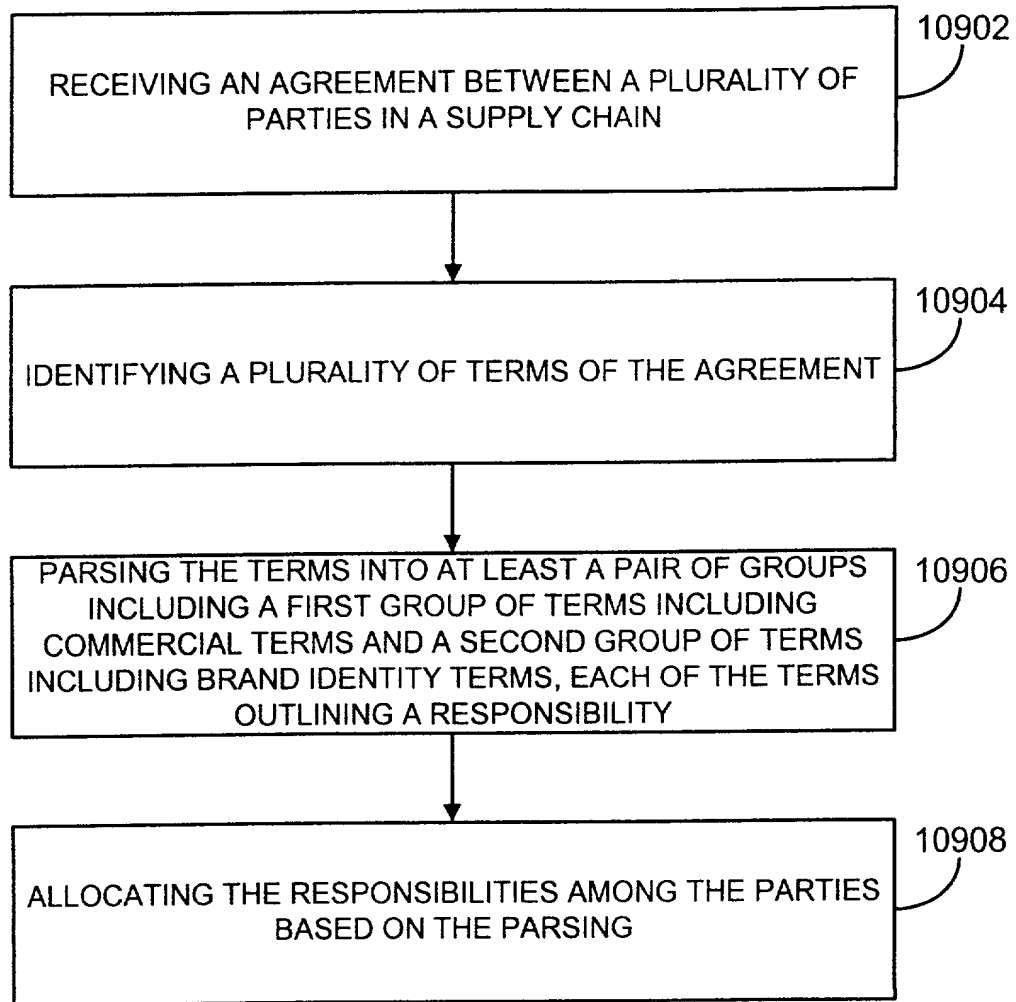 10902
RECEIVING AN AGREEMENT BETWEEN A PLURALITY OF
PARTIES IN A SUPPLY CHAIN
10904
IDENTIFYING A PLURALITY OF TERMS OF THE AGREEMENT
10906
PARSING THE TERMS INTO AT LEAST A PAIR OF GROUPS
INCLUDING A FIRST GROUP OF TERMS INCLUDING
COMMERCIAL TERMS AND A SECOND GROUP OF TERMS
INCLUDING BRAND IDENTITY TERMS, EACH OF THE TERMS
OUTLINING A RESPONSIBILITY
10908
ALLOCATING THE RESPONSIBILITIES AMONG THE PARTIES
BASED ON THE PARSING